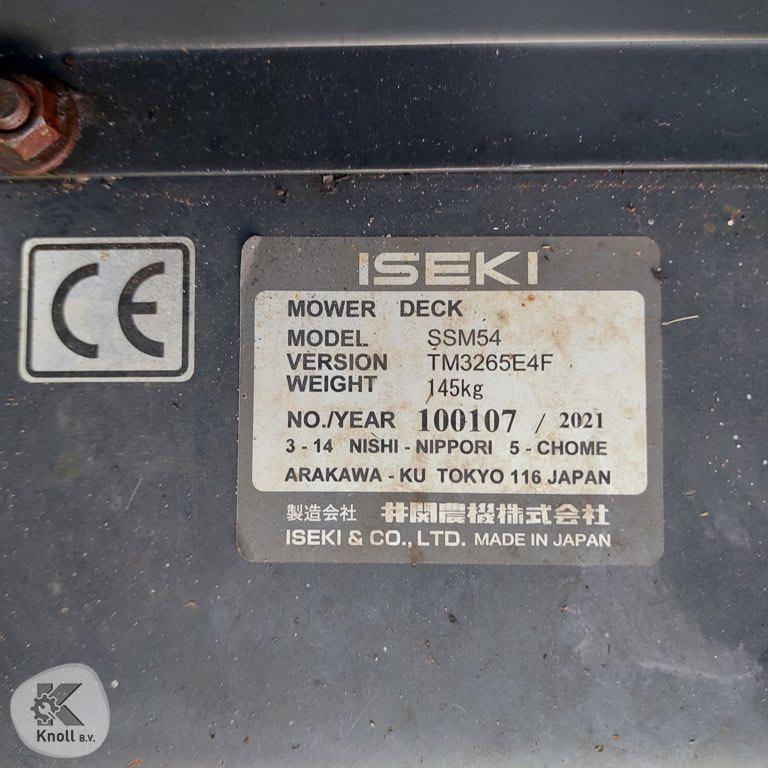 CE
ISEKI
MOWER DECK
MODEL SSM54
VERSION TM3265E4F
WEIGHT 145kg
NO./YEAR 100107 / 2021
3 - 14 NISHI - NIPPORI 5 - CHOME
ARAKAWA - KU TOKYO 116 JAPAN
製造会社 井関農機株式会社
ISEKI & CO., LTD. MADE IN JAPAN
K
Knoll B.V.